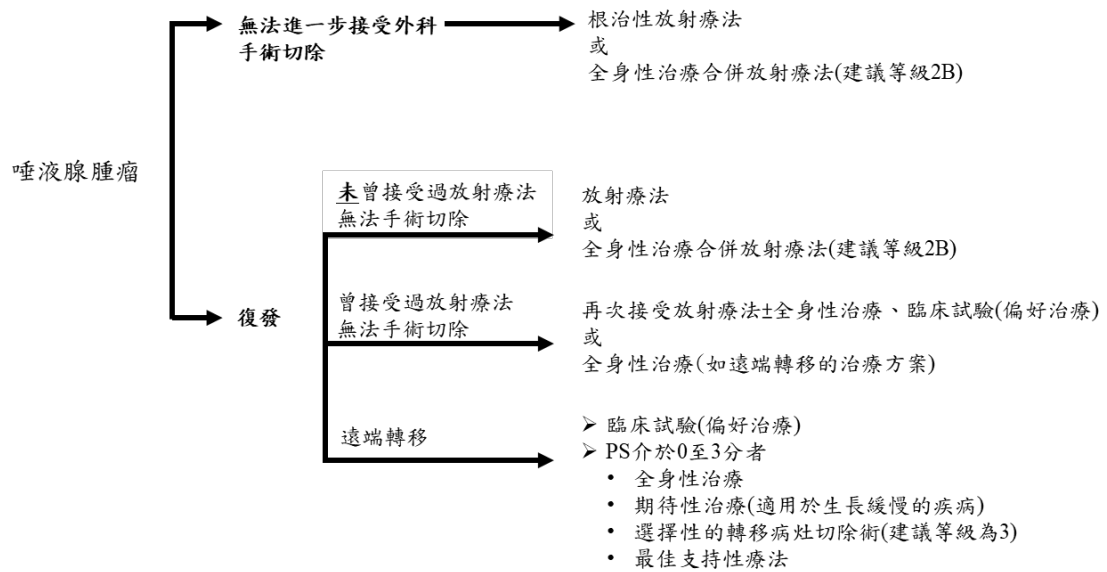 無法進一步接受外科
手術切除
根治性放射療法
或
全身性治療合併放射療法(建議等級2B)
唾液腺腫瘤
未曾接受過放射療法
無法手術切除
放射療法
或
全身性治療合併放射療法(建議等級2B)
復發
曾接受過放射療法
無法手術切除
再次接受放射療法±全身性治療、臨床試驗(偏好治療)
或
全身性治療(如遠端轉移的治療方案)
遠端轉移
➢ 臨床試驗(偏好治療)
➢ PS介於0至3分者
• 全身性治療
• 期待性治療(適用於生長緩慢的疾病)
• 選擇性的轉移病灶切除術(建議等級為3)
• 最佳支持性療法